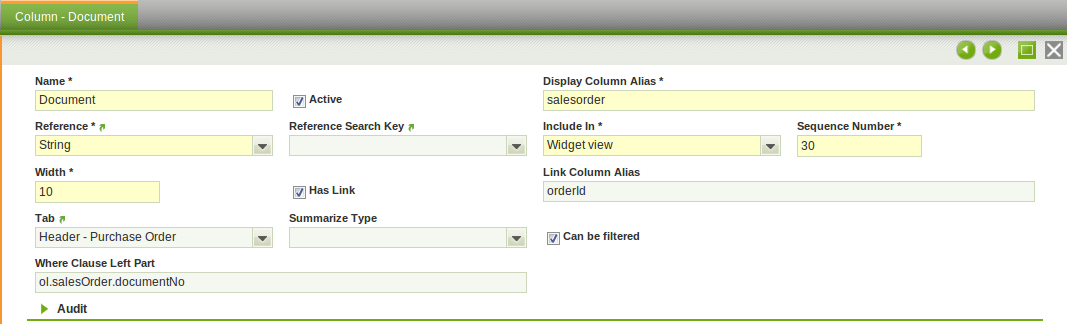 Column - Document
Name * Display Column Alias *
Document Active salesorder
Reference * Reference Search Key Include In * Sequence Number *
String Widget view 30
Width * Link Column Alias
10 Has Link orderId
Tab Summarize Type
Header - Purchase Order Can be filtered
Where Clause Left Part
ol.salesOrder.documentNo
Audit